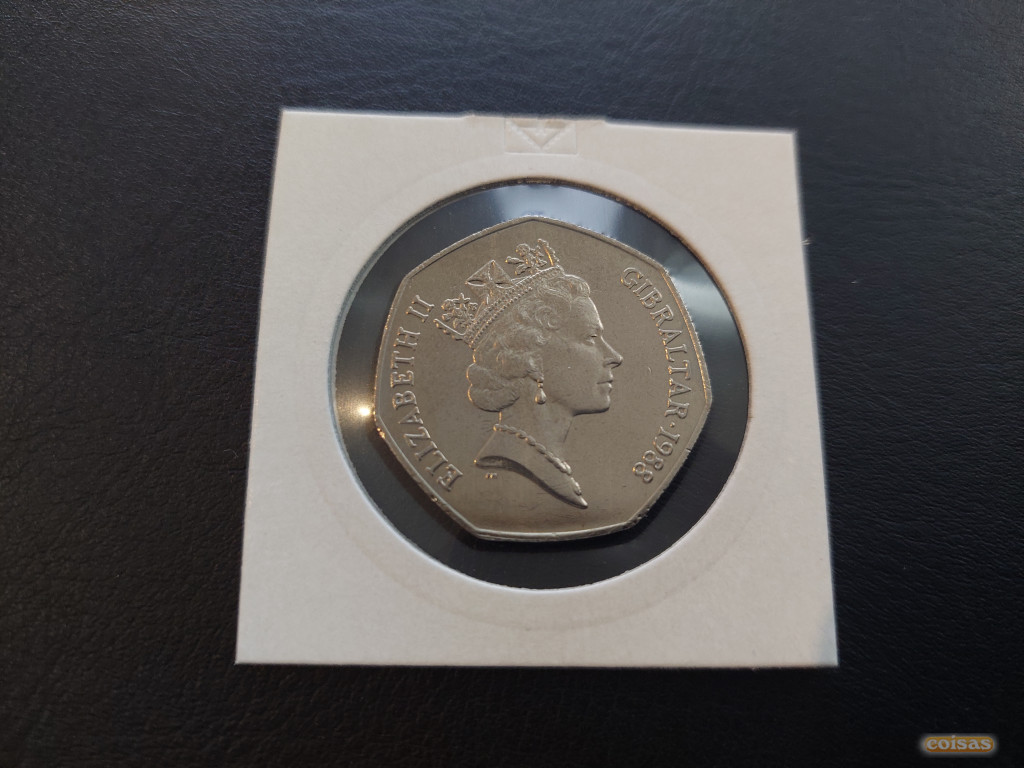 ELIZABETH II
GIBRALTAR · 1988
coisas